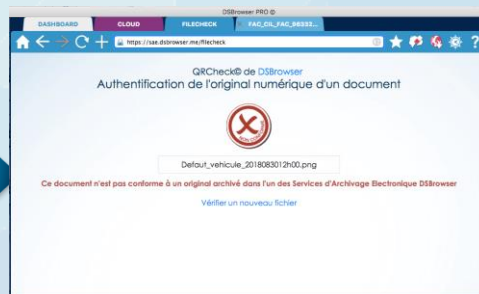 DSBrowser PRO ©
DASHBOARD CLOUD FILECHECK
https://sae.dsbrowser.me/filecheck
QRCheck© de DSBrowser
Authentification de l'original numérique d'un document
NON CONFORME
Defaut_vehicule_2018083012h00.png
Ce document n'est pas conforme à un original archivé dans l'un des Services d'Archivage Electronique DSBrowser
Vérifier un nouveau fichier